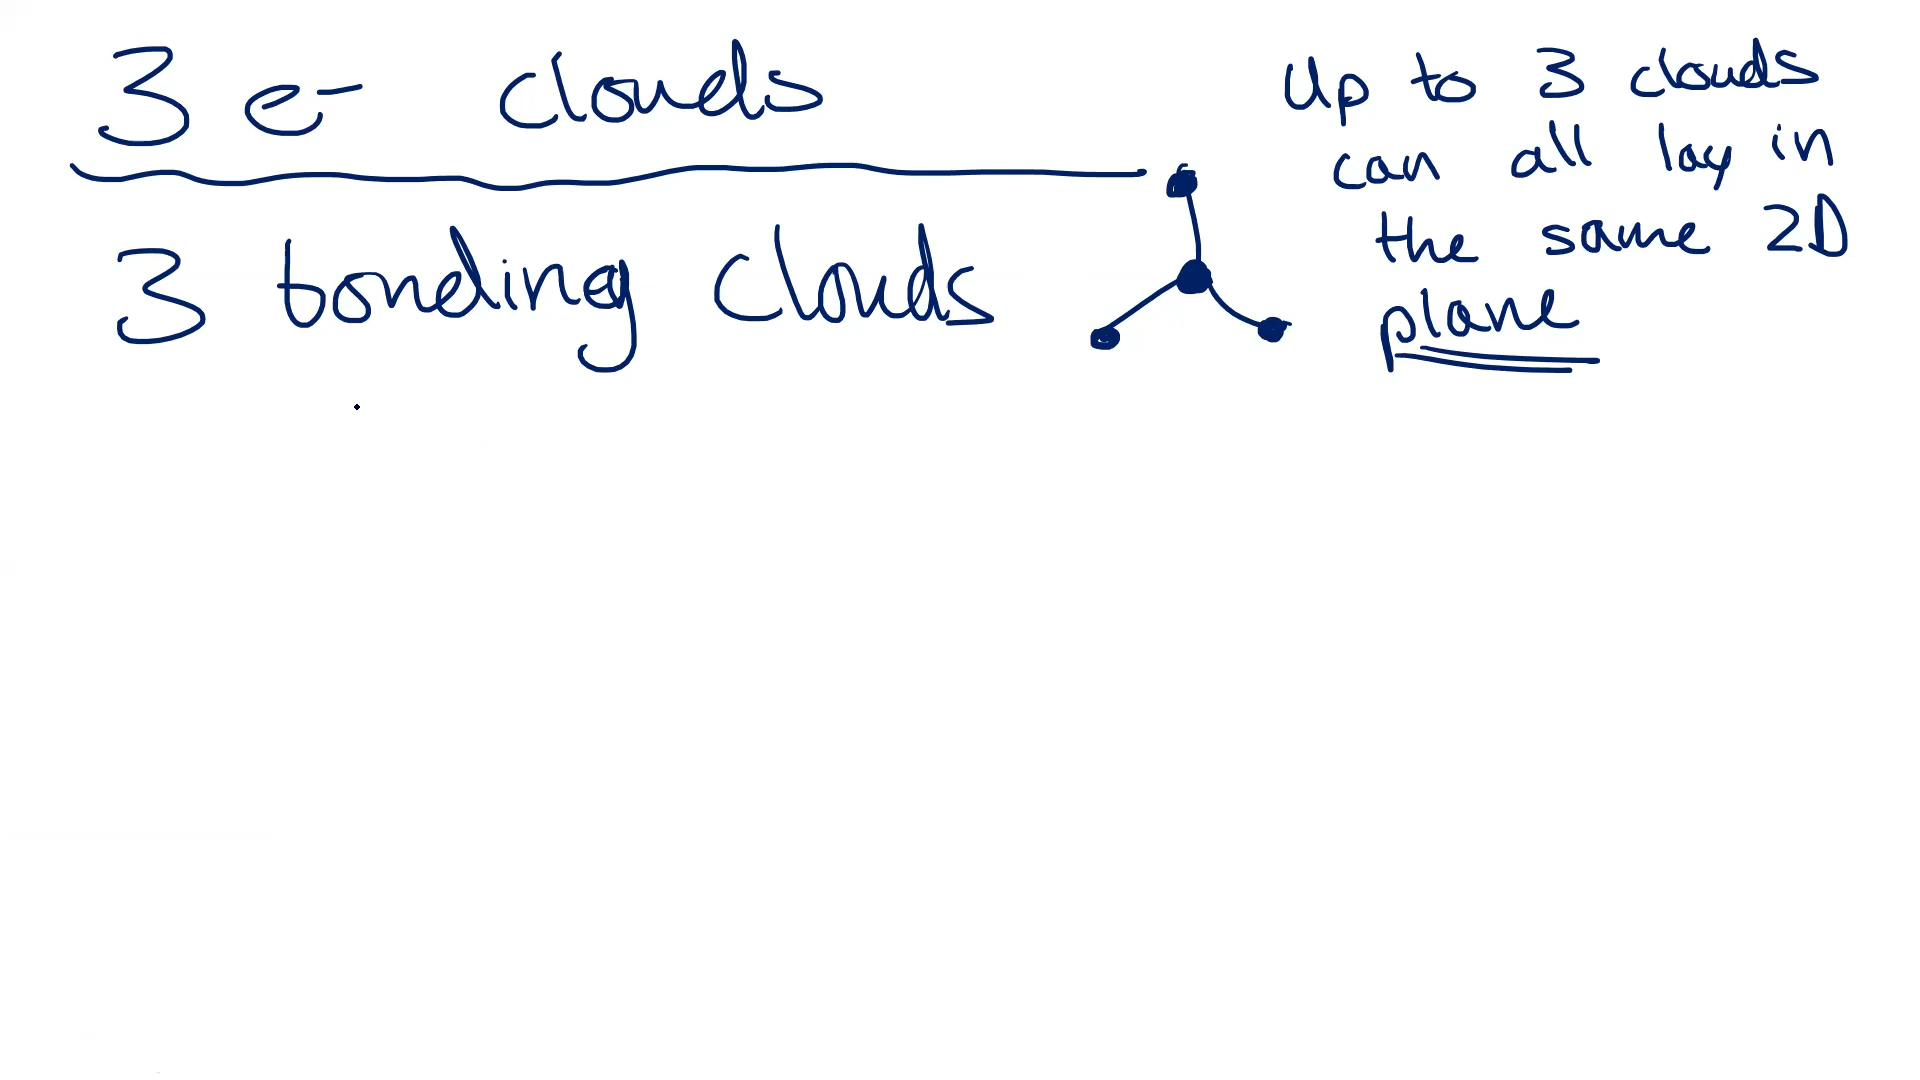 3 e- clouds
3 bonding clouds
Up to 3 clouds
can all lay in
the same 2D
plane